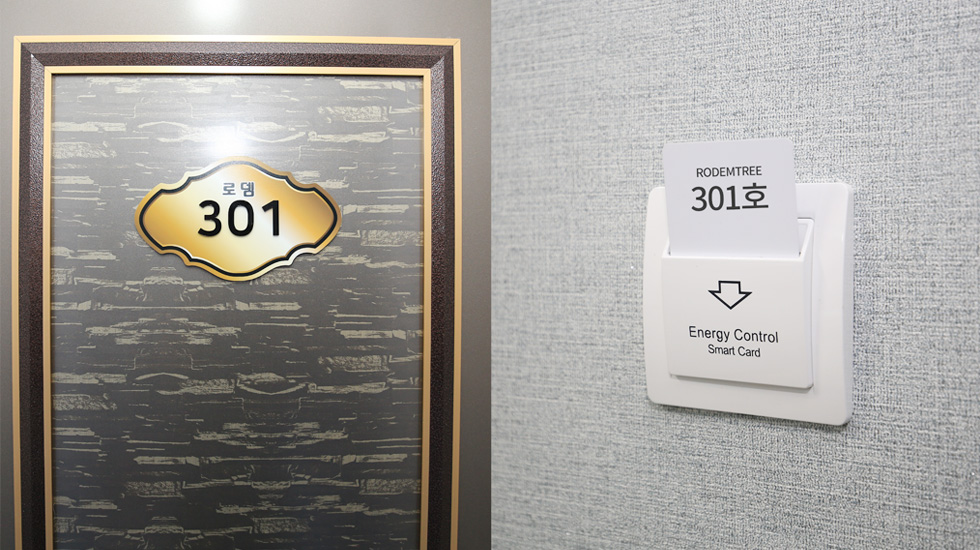 로뎀
301
RODEMTREE
301호
Energy Control
Smart Card